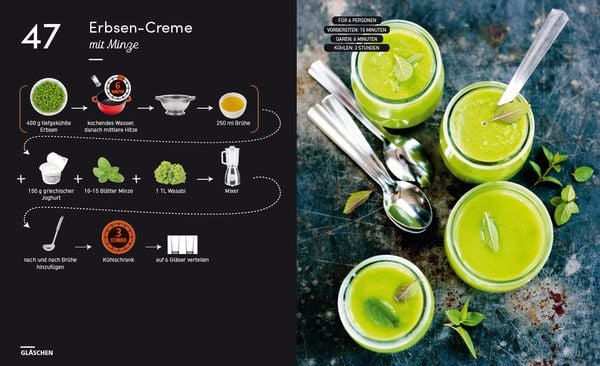 47
Erbsen-Creme
mit Minze
6
MINUTEN
400 g tiefgekühlte
Erbsen
kochendes Wasser,
danach mittlere Hitze
250 ml Brühe
+
150 g griechischer
Joghurt
+
10-15 Blätter Minze
+
1 TL Wasabi
Mixer
nach und nach Brühe
hinzufügen
3
STUNDEN
Kühlschrank
auf 6 Gläser verteilen
GLÄSCHEN
FÜR 6 PERSONEN
VORBEREITEN: 15 MINUTEN
GAREN: 6 MINUTEN
KÜHLEN: 3 STUNDEN